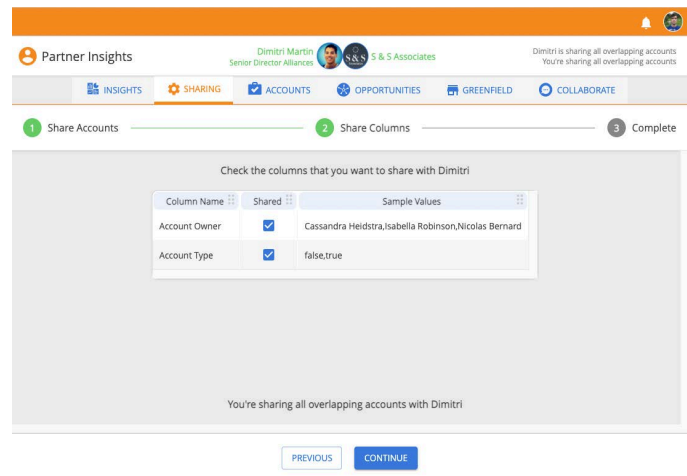 Partner Insights
Dimitri Martin
Senior Director Alliances
S&S
S & S Associates
Dimitri is sharing all overlapping accounts
You're sharing all overlapping accounts
INSIGHTS SHARING ACCOUNTS OPPORTUNITIES GREENFIELD COLLABORATE
1 Share Accounts 2 Share Columns 3 Complete
Check the columns that you want to share with Dimitri
Column Name Shared Sample Values
Account Owner Cassandra Heidstra,Isabella Robinson,Nicolas Bernard
Account Type false,true
You're sharing all overlapping accounts with Dimitri
PREVIOUS CONTINUE